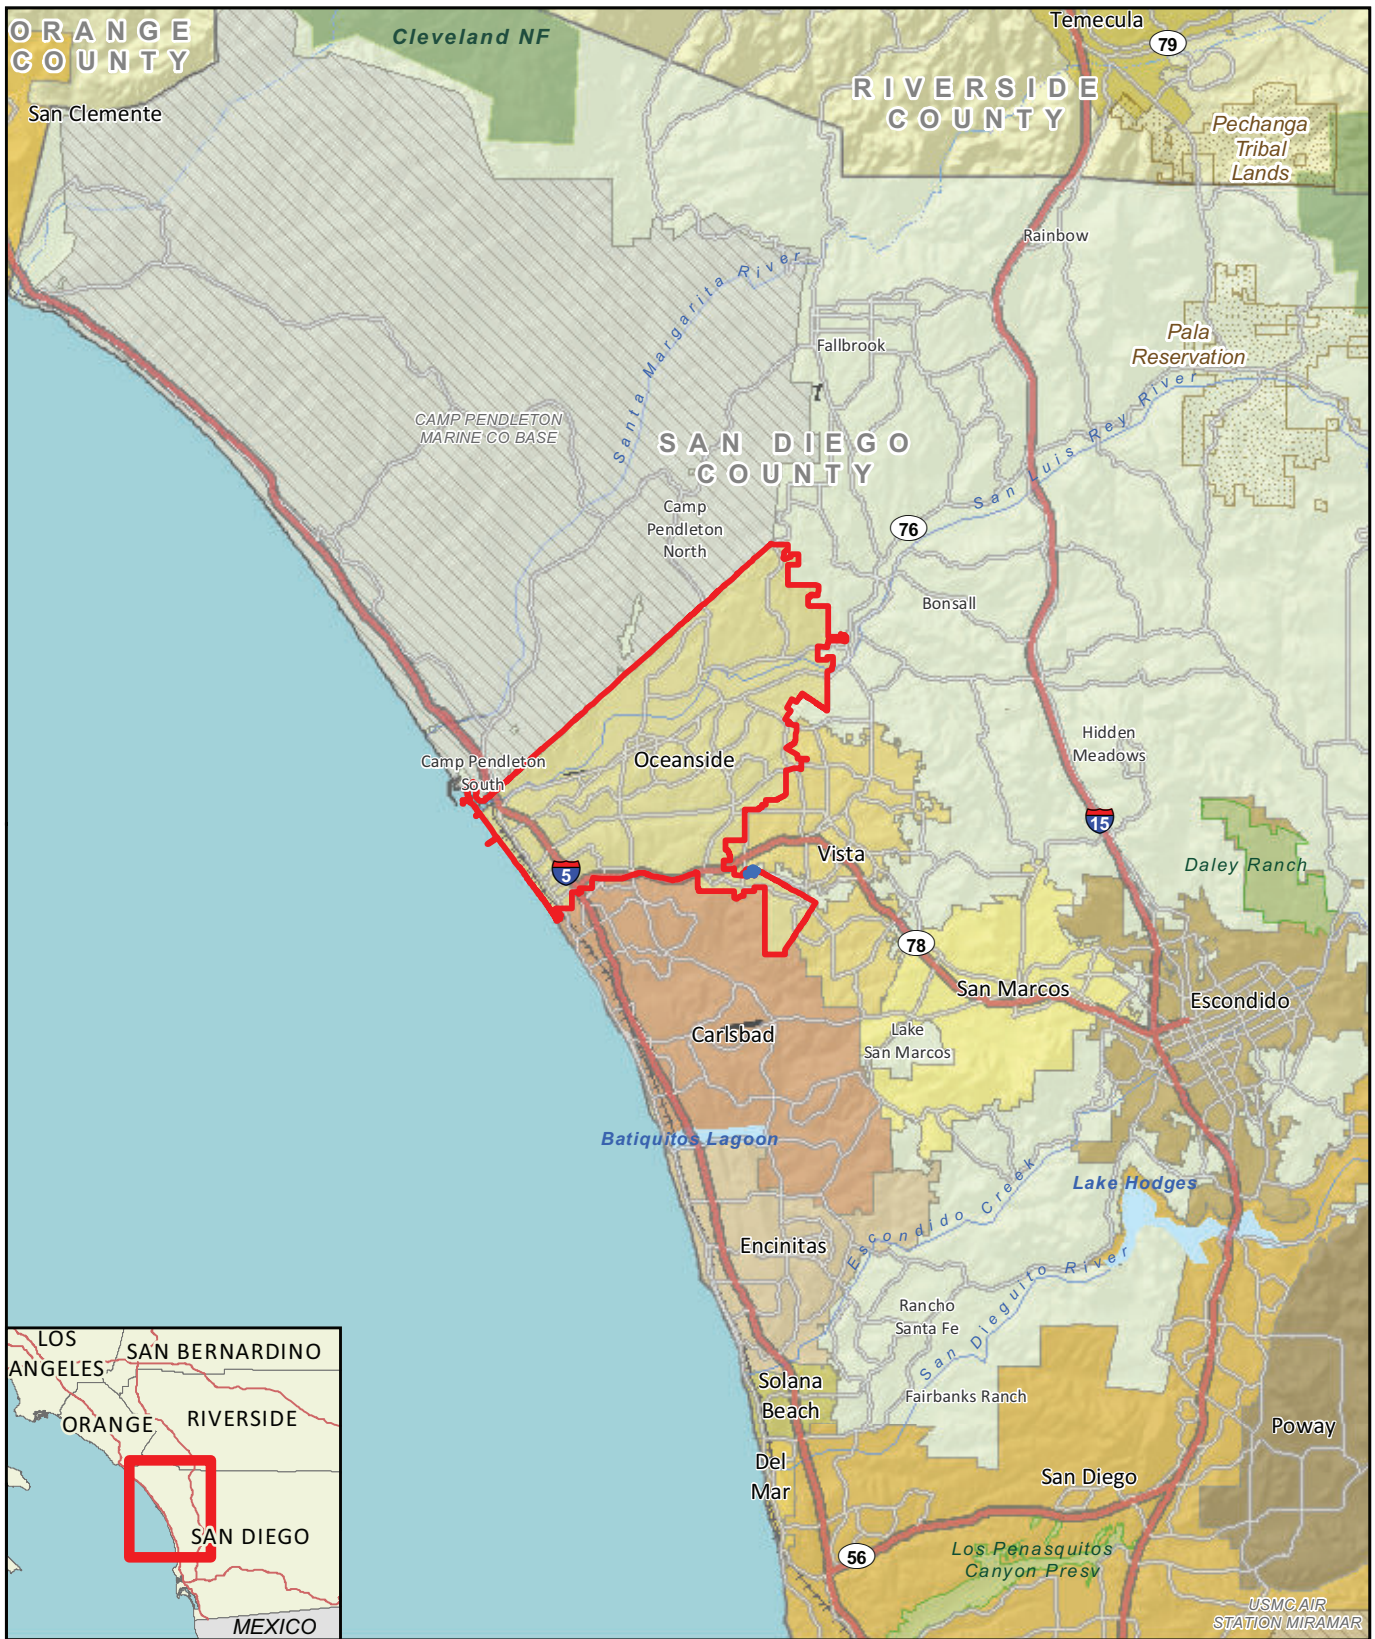 ORANGE
COUNTY
Cleveland NF
Temecula
79
San Clemente
RIVERSIDE
COUNTY
Pechanga
Tribal
Lands
Rainbow
Santa Margarita River
Fallbrook
Pala
Reservation
CAMP PENDLETON
MARINE CO BASE
SAN DIEGO
COUNTY
San Luis Rey River
Camp
Pendleton
North
76
Bonsall
Hidden
Meadows
Camp Pendleton
South
Oceanside
15
5
Vista
Daley Ranch
78
San Marcos
Escondido
Carlsbad
Lake
San Marcos
Batiquitos Lagoon
Lake Hodges
Escondido Creek
Encinitas
San Dieguito River
Rancho
Santa Fe
Solana
Beach
Fairbanks Ranch
Poway
Del
Mar
San Diego
56
Los Penasquitos
Canyon Presv
USMC AIR
STATION MIRAMAR
LOS
ANGELES
SAN BERNARDINO
ORANGE
RIVERSIDE
SAN DIEGO
MEXICO